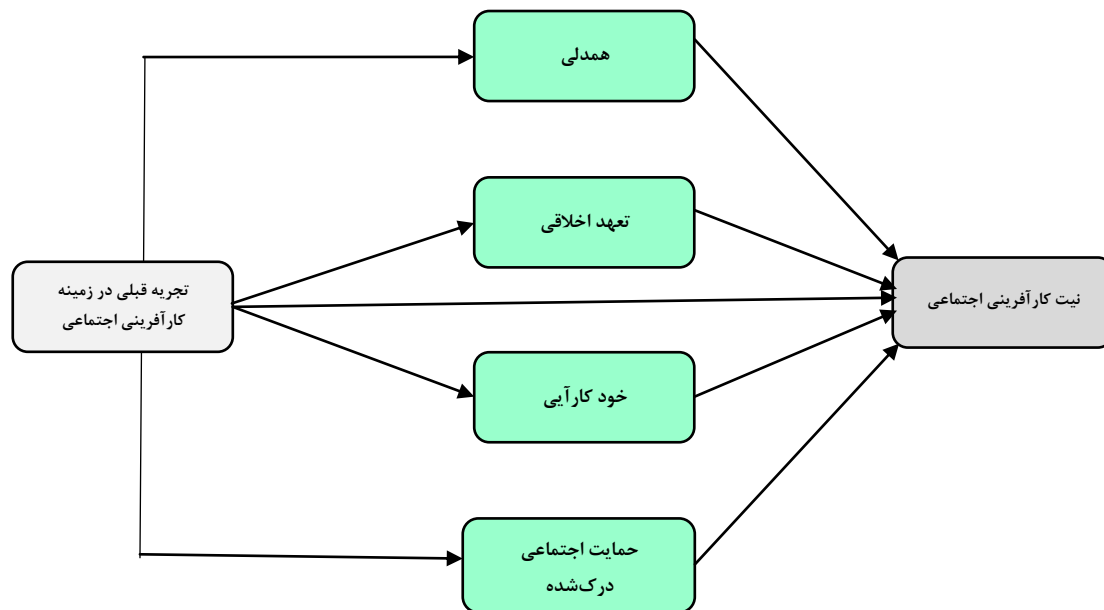 همدلی
تعهد اخلاقی
تجربه قبلی در زمینه
کارآفرینی اجتماعی
نیت کارآفرینی اجتماعی
خود کارآیی
حمایت اجتماعی
درک‌شده